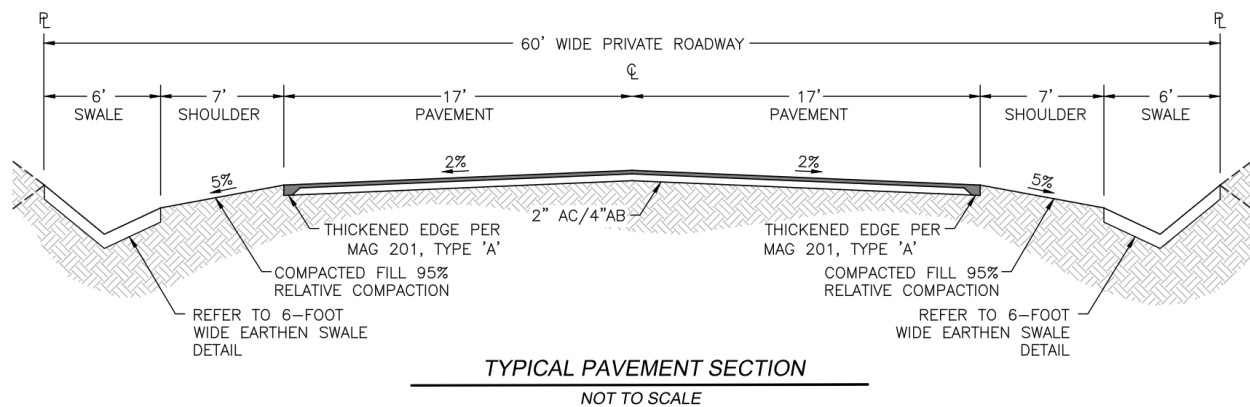 ℄ ℄
60' WIDE PRIVATE ROADWAY
℄
6' 7' 17' 17' 7' 6'
SWALE SHOULDER PAVEMENT PAVEMENT SHOULDER SWALE
2% 2%
5% 5%
2" AC/4"AB
THICKENED EDGE PER
MAG 201, TYPE 'A'
THICKENED EDGE PER
MAG 201, TYPE 'A'
COMPACTED FILL 95%
RELATIVE COMPACTION
COMPACTED FILL 95%
RELATIVE COMPACTION
REFER TO 6-FOOT
WIDE EARTHEN SWALE
DETAIL
REFER TO 6-FOOT
WIDE EARTHEN SWALE
DETAIL
TYPICAL PAVEMENT SECTION
NOT TO SCALE